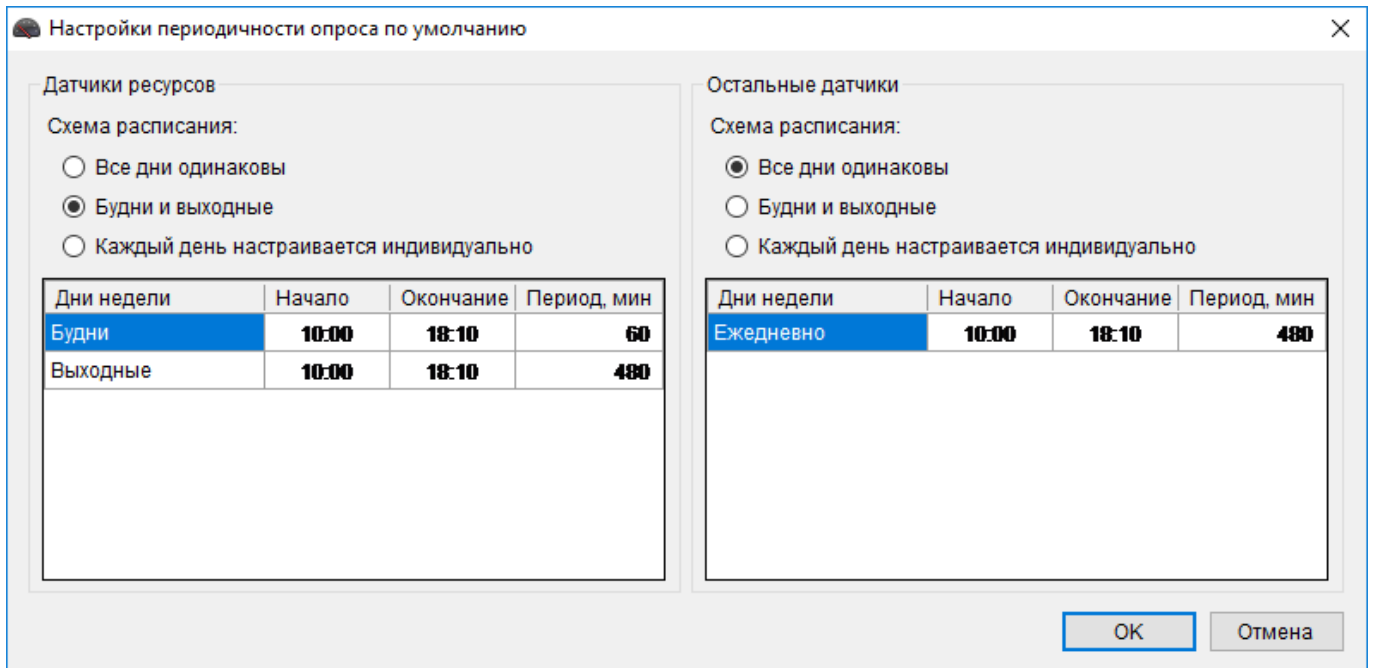 Настройки периодичности опроса по умолчанию
Датчики ресурсов
Схема расписания:
Все дни одинаковы
Будни и выходные
Каждый день настраивается индивидуально
Дни недели Начало Окончание Период, мин
Будни 10:00 18:10 60
Выходные 10:00 18:10 480
Остальные датчики
Схема расписания:
Все дни одинаковы
Будни и выходные
Каждый день настраивается индивидуально
Дни недели Начало Окончание Период, мин
Ежедневно 10:00 18:10 480
OK Отмена